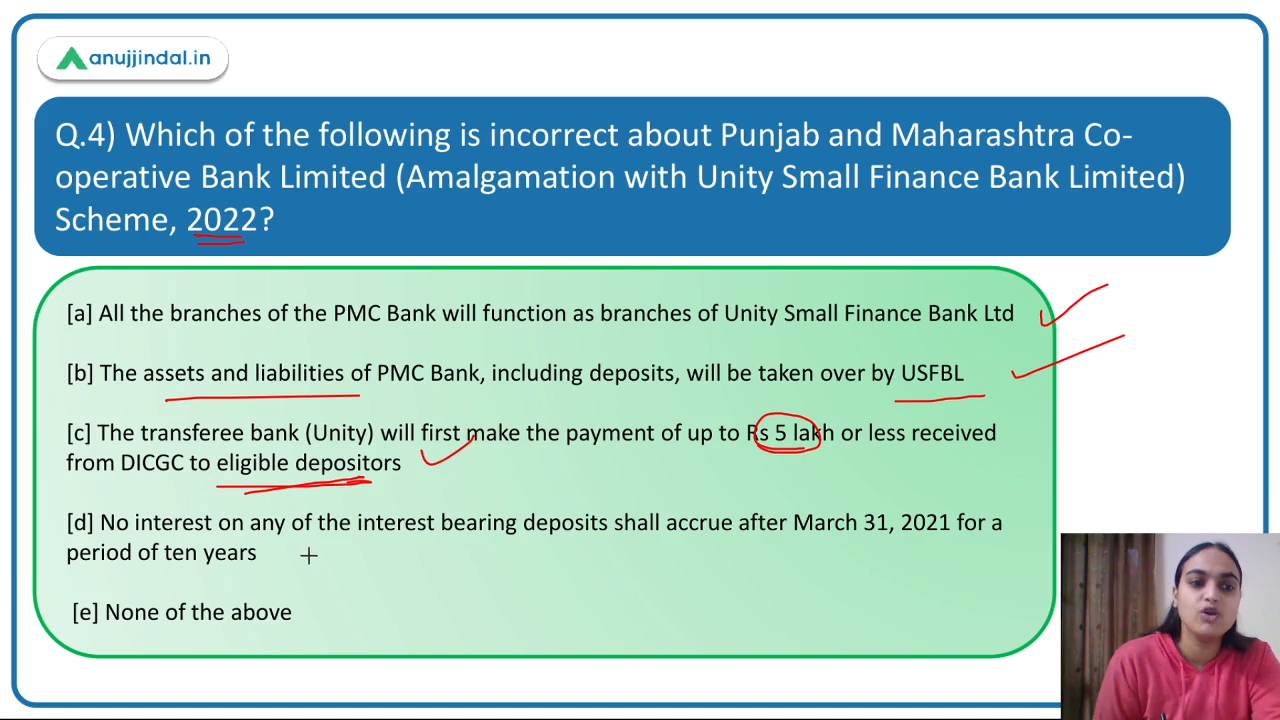 anujjindal.in
Q.4) Which of the following is incorrect about Punjab and Maharashtra Co-
operative Bank Limited (Amalgamation with Unity Small Finance Bank Limited)
Scheme, 2022?
[a] All the branches of the PMC Bank will function as branches of Unity Small Finance Bank Ltd
[b] The assets and liabilities of PMC Bank, including deposits, will be taken over by USFBL
[c] The transferee bank (Unity) will first make the payment of up to Rs 5 lakh or less received
from DICGC to eligible depositors
[d] No interest on any of the interest bearing deposits shall accrue after March 31, 2021 for a
period of ten years
[e] None of the above